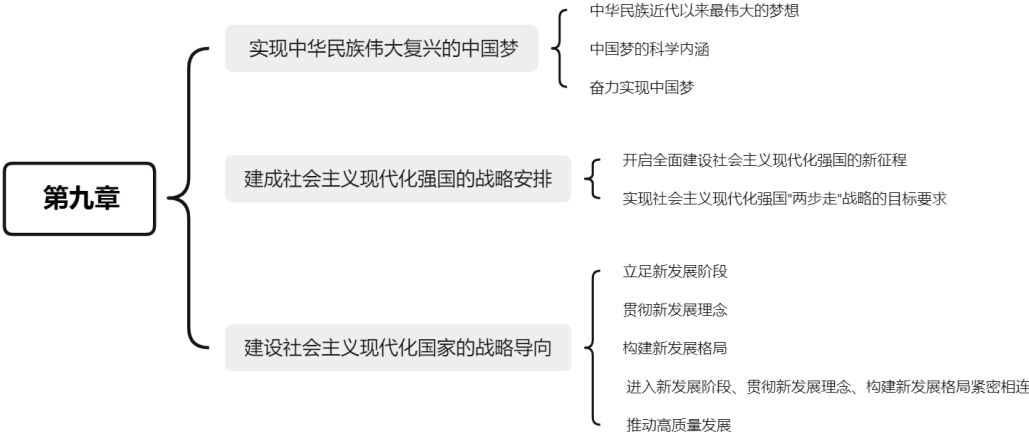 第九章
实现中华民族伟大复兴的中国梦
中华民族近代以来最伟大的梦想
中国梦的科学内涵
奋力实现中国梦
建成社会主义现代化强国的战略安排
开启全面建设社会主义现代化强国的新征程
实现社会主义现代化强国"两步走"战略的目标要求
建设社会主义现代化国家的战略导向
立足新发展阶段
贯彻新发展理念
构建新发展格局
进入新发展阶段、贯彻新发展理念、构建新发展格局紧密相连
推动高质量发展